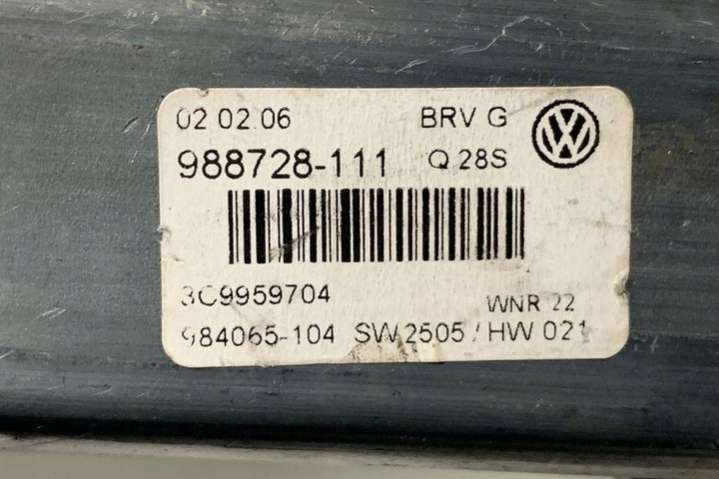 02 02 06 BRV G
988728-111 Q 28S
3C9959704 WNR 22
984065-104 SW 2505 / HW 021